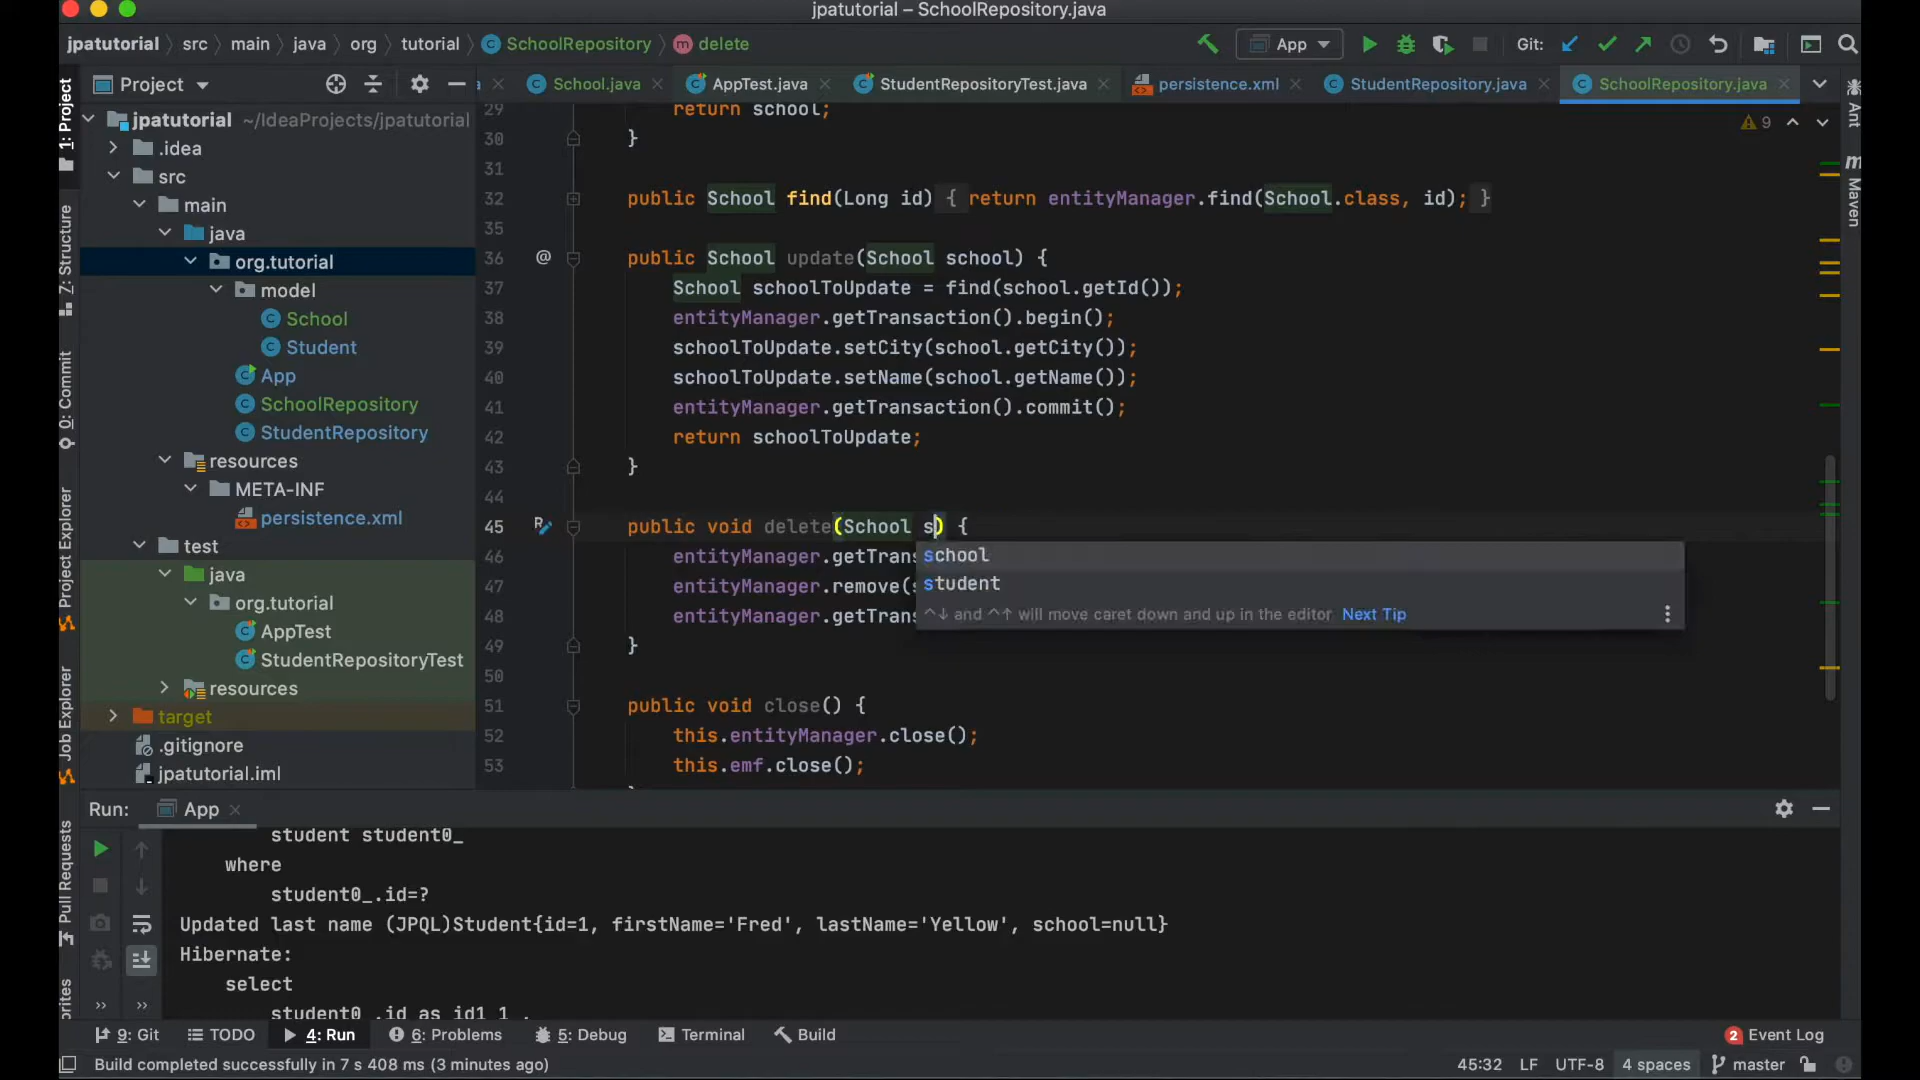 jpatutorial – SchoolRepository.java
jpatutorial src main java org tutorial SchoolRepository delete
App
Git:
Project
School.java
AppTest.java
StudentRepositoryTest.java
persistence.xml
StudentRepository.java
SchoolRepository.java
jpatutorial ~/IdeaProjects/jpatutorial
.idea
src
main
java
org.tutorial
model
School
Student
App
SchoolRepository
StudentRepository
resources
META-INF
persistence.xml
test
java
org.tutorial
AppTest
StudentRepositoryTest
resources
target
.gitignore
jpatutorial.iml
1: Project
7: Structure
0: Commit
Project Explorer
Job Explorer
Pull Requests
Ant
Maven
9
29 return school;
30 }
31
32 public School find(Long id) { return entityManager.find(School.class, id); }
35
36 @ public School update(School school) {
37 School schoolToUpdate = find(school.getId());
38 entityManager.getTransaction().begin();
39 schoolToUpdate.setCity(school.getCity());
40 schoolToUpdate.setName(school.getName());
41 entityManager.getTransaction().commit();
42 return schoolToUpdate;
43 }
44
45 public void delete(School s) {
46 entityManager.getTrans
47 entityManager.remove(
48 entityManager.getTrans
49 }
50
51 public void close() {
52 this.entityManager.close();
53 this.emf.close();
school
student
^↓ and ^↑ will move caret down and up in the editor Next Tip
Run: App
student student0_
where
student0_.id=?
Updated last name (JPQL)Student{id=1, firstName='Fred', lastName='Yellow', school=null}
Hibernate:
select
student0_.id as id1_1_,
9: Git TODO 4: Run 6: Problems 5: Debug Terminal Build
2 Event Log
Build completed successfully in 7 s 408 ms (3 minutes ago)
45:32 LF UTF-8 4 spaces master